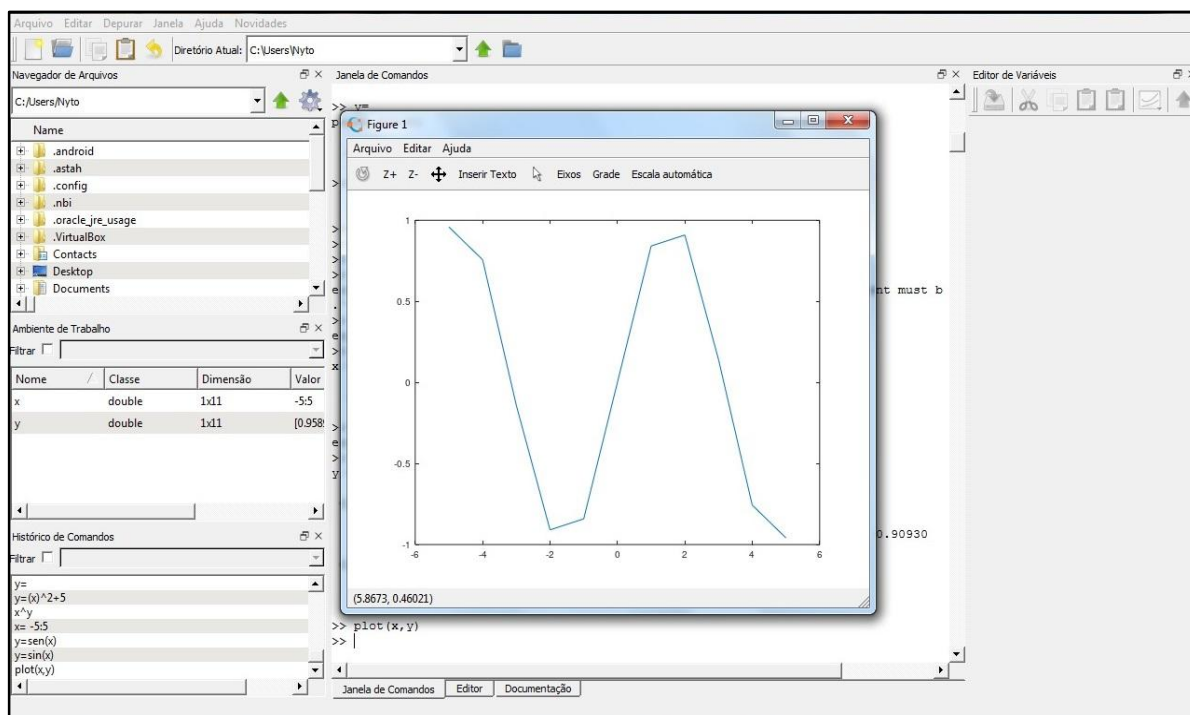 Arquivo Editar Depurar Janela Ajuda Novidades
Diretório Atual: C:\Users\Nyto
Navegador de Arquivos
C:/Users/Nyto
Name
.android
.astah
.config
.nbi
.oracle_jre_usage
.VirtualBox
Contacts
Desktop
Documents
Ambiente de Trabalho
Filtrar
Nome / Classe Dimensão Valor
x double 1x11 -5:5
y double 1x11 [0.958
Histórico de Comandos
Filtrar
y=
y=(x)^2+5
x^y
x= -5:5
y=sen(x)
y=sin(x)
plot(x,y)
Janela de Comandos
>> y=
p
>
>
>
>
>
e nt must b
.
>
e
>
x
>
e
>
y
0.90930
>> plot(x,y)
>>
Janela de Comandos Editor Documentação
Figure 1
Arquivo Editar Ajuda
Z+ Z- Inserir Texto Eixos Grade Escala automática
1
0.5
0
-0.5
-1
-6 -4 -2 0 2 4 6
(5.8673, 0.46021)
Editor de Variáveis